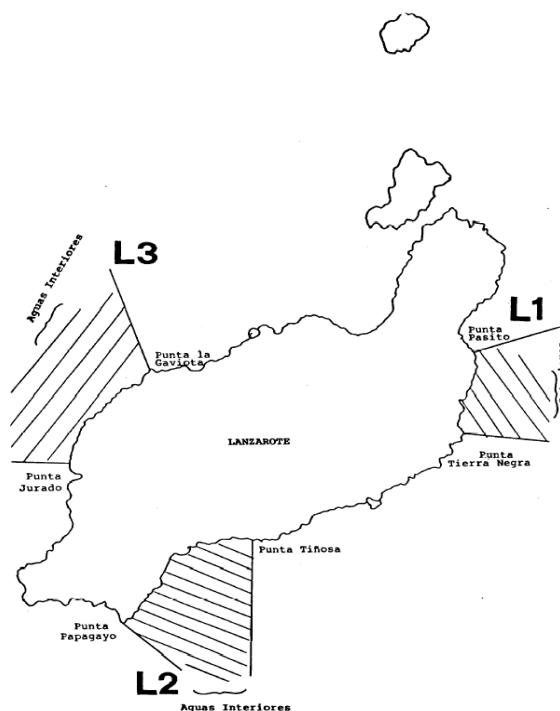 Aguas Interiores
L3
L1
Punta
Pasito
Punta la
Gaviota
LANZAROTE
Punta
Tierra Negra
Punta
Jurado
Punta Tiñosa
Punta
Papagayo
L2
Aguas Interiores